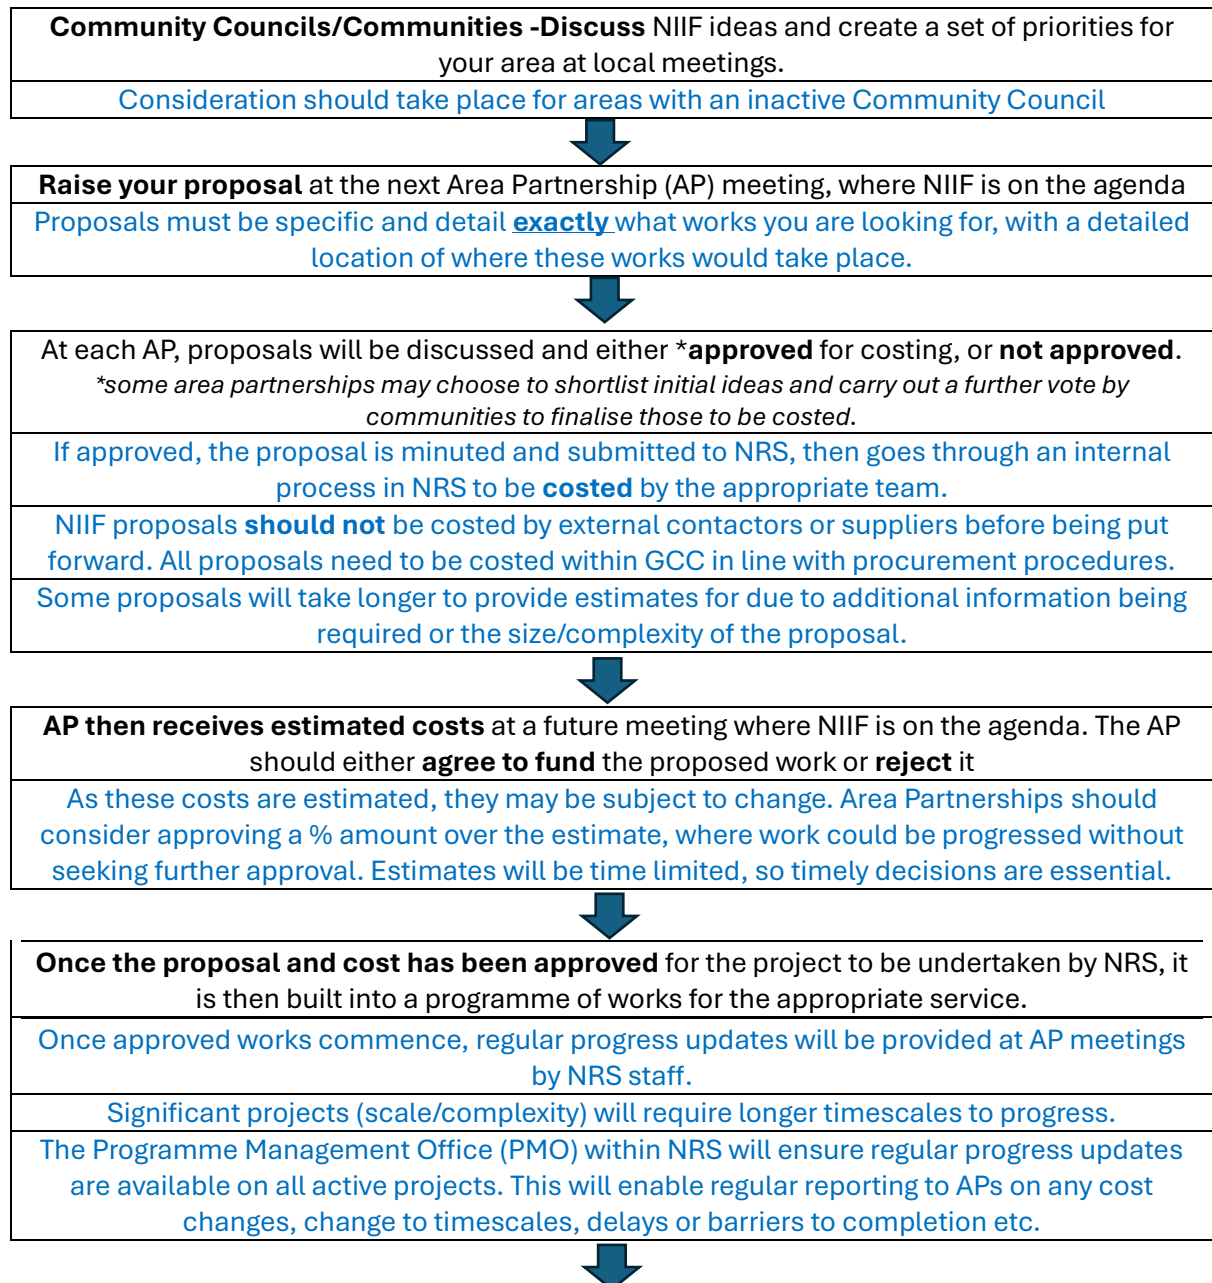 Community Councils/Communities -Discuss NIIF ideas and create a set of priorities for
your area at local meetings.
Consideration should take place for areas with an inactive Community Council
Raise your proposal at the next Area Partnership (AP) meeting, where NIIF is on the agenda
Proposals must be specific and detail exactly what works you are looking for, with a detailed
location of where these works would take place.
At each AP, proposals will be discussed and either *approved for costing, or not approved.
*some area partnerships may choose to shortlist initial ideas and carry out a further vote by
communities to finalise those to be costed.
If approved, the proposal is minuted and submitted to NRS, then goes through an internal
process in NRS to be costed by the appropriate team.
NIIF proposals should not be costed by external contactors or suppliers before being put
forward. All proposals need to be costed within GCC in line with procurement procedures.
Some proposals will take longer to provide estimates for due to additional information being
required or the size/complexity of the proposal.
AP then receives estimated costs at a future meeting where NIIF is on the agenda. The AP
should either agree to fund the proposed work or reject it
As these costs are estimated, they may be subject to change. Area Partnerships should
consider approving a % amount over the estimate, where work could be progressed without
seeking further approval. Estimates will be time limited, so timely decisions are essential.
Once the proposal and cost has been approved for the project to be undertaken by NRS, it
is then built into a programme of works for the appropriate service.
Once approved works commence, regular progress updates will be provided at AP meetings
by NRS staff.
Significant projects (scale/complexity) will require longer timescales to progress.
The Programme Management Office (PMO) within NRS will ensure regular progress updates
are available on all active projects. This will enable regular reporting to APs on any cost
changes, change to timescales, delays or barriers to completion etc.